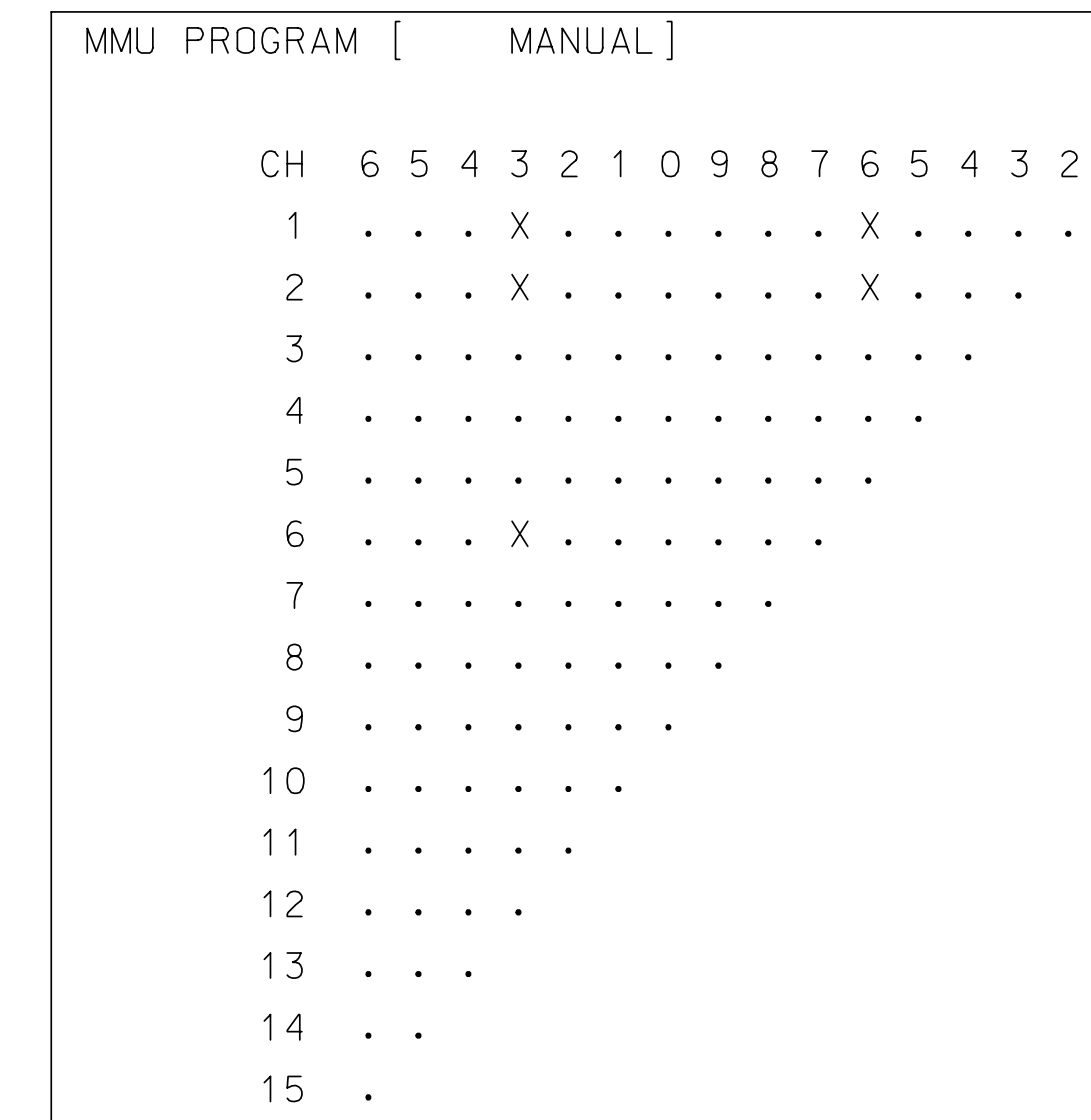 MMU PROGRAM [ MANUAL]
CH 6 5 4 3 2 1 0 9 8 7 6 5 4 3 2
1 . . . X . . . . . . X . . . .
2 . . . X . . . . . . X . . .
3 . . . . . . . . . . . . .
4 . . . . . . . . . . . .
5 . . . . . . . . . . .
6 . . . X . . . . . .
7 . . . . . . . . .
8 . . . . . . . .
9 . . . . . . .
10 . . . . . .
11 . . . . .
12 . . . .
13 . . .
14 . .
15 .